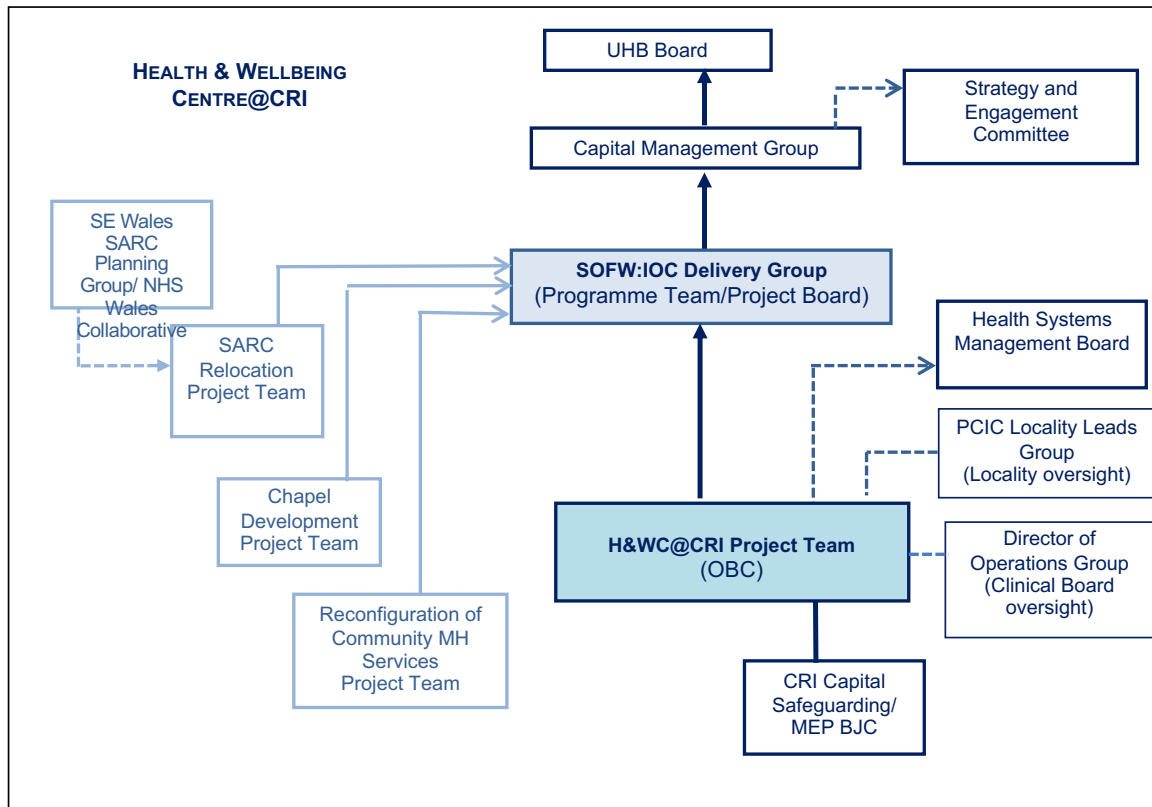 HEALTH & WELLBEING
CENTRE@CRI
UHB Board
Strategy and
Engagement
Committee
Capital Management Group
SE Wales
SARC
Planning
Group/ NHS
Wales
Collaborative
SOFW:IOC Delivery Group
(Programme Team/Project Board)
Health Systems
Management Board
SARC
Relocation
Project Team
PCIC Locality Leads
Group
(Locality oversight)
Chapel
Development
Project Team
H&WC@CRI Project Team
(OBC)
Director of
Operations Group
(Clinical Board
oversight)
Reconfiguration of
Community MH
Services
Project Team
CRI Capital
Safeguarding/
MEP BJC